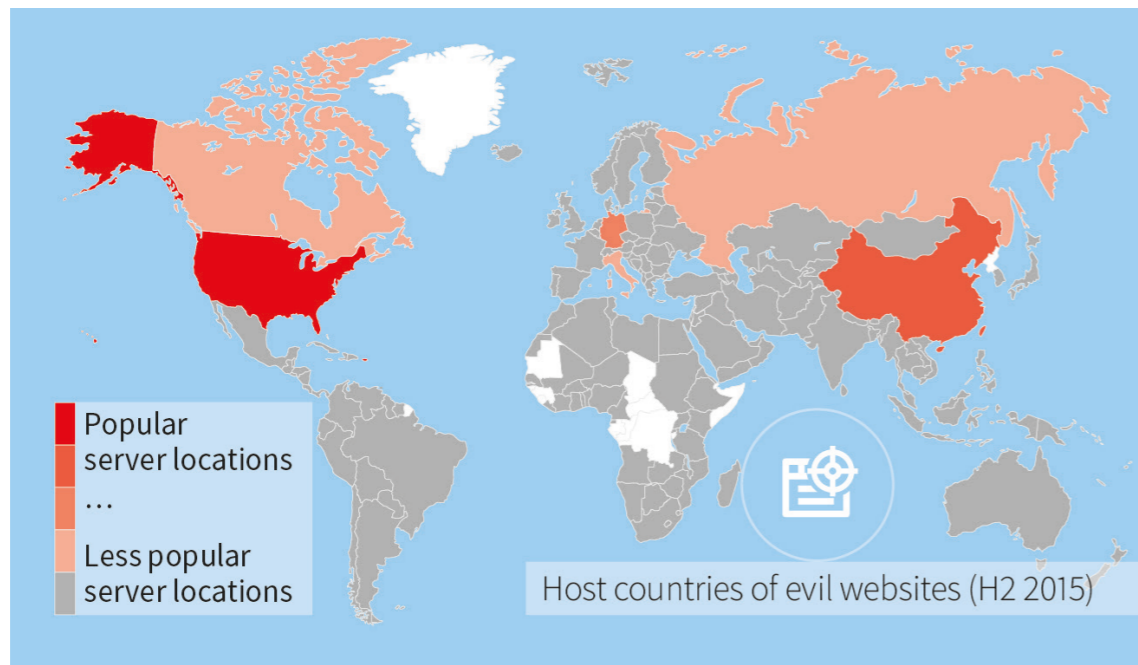 Popular
server locations
...
Less popular
server locations
Host countries of evil websites (H2 2015)